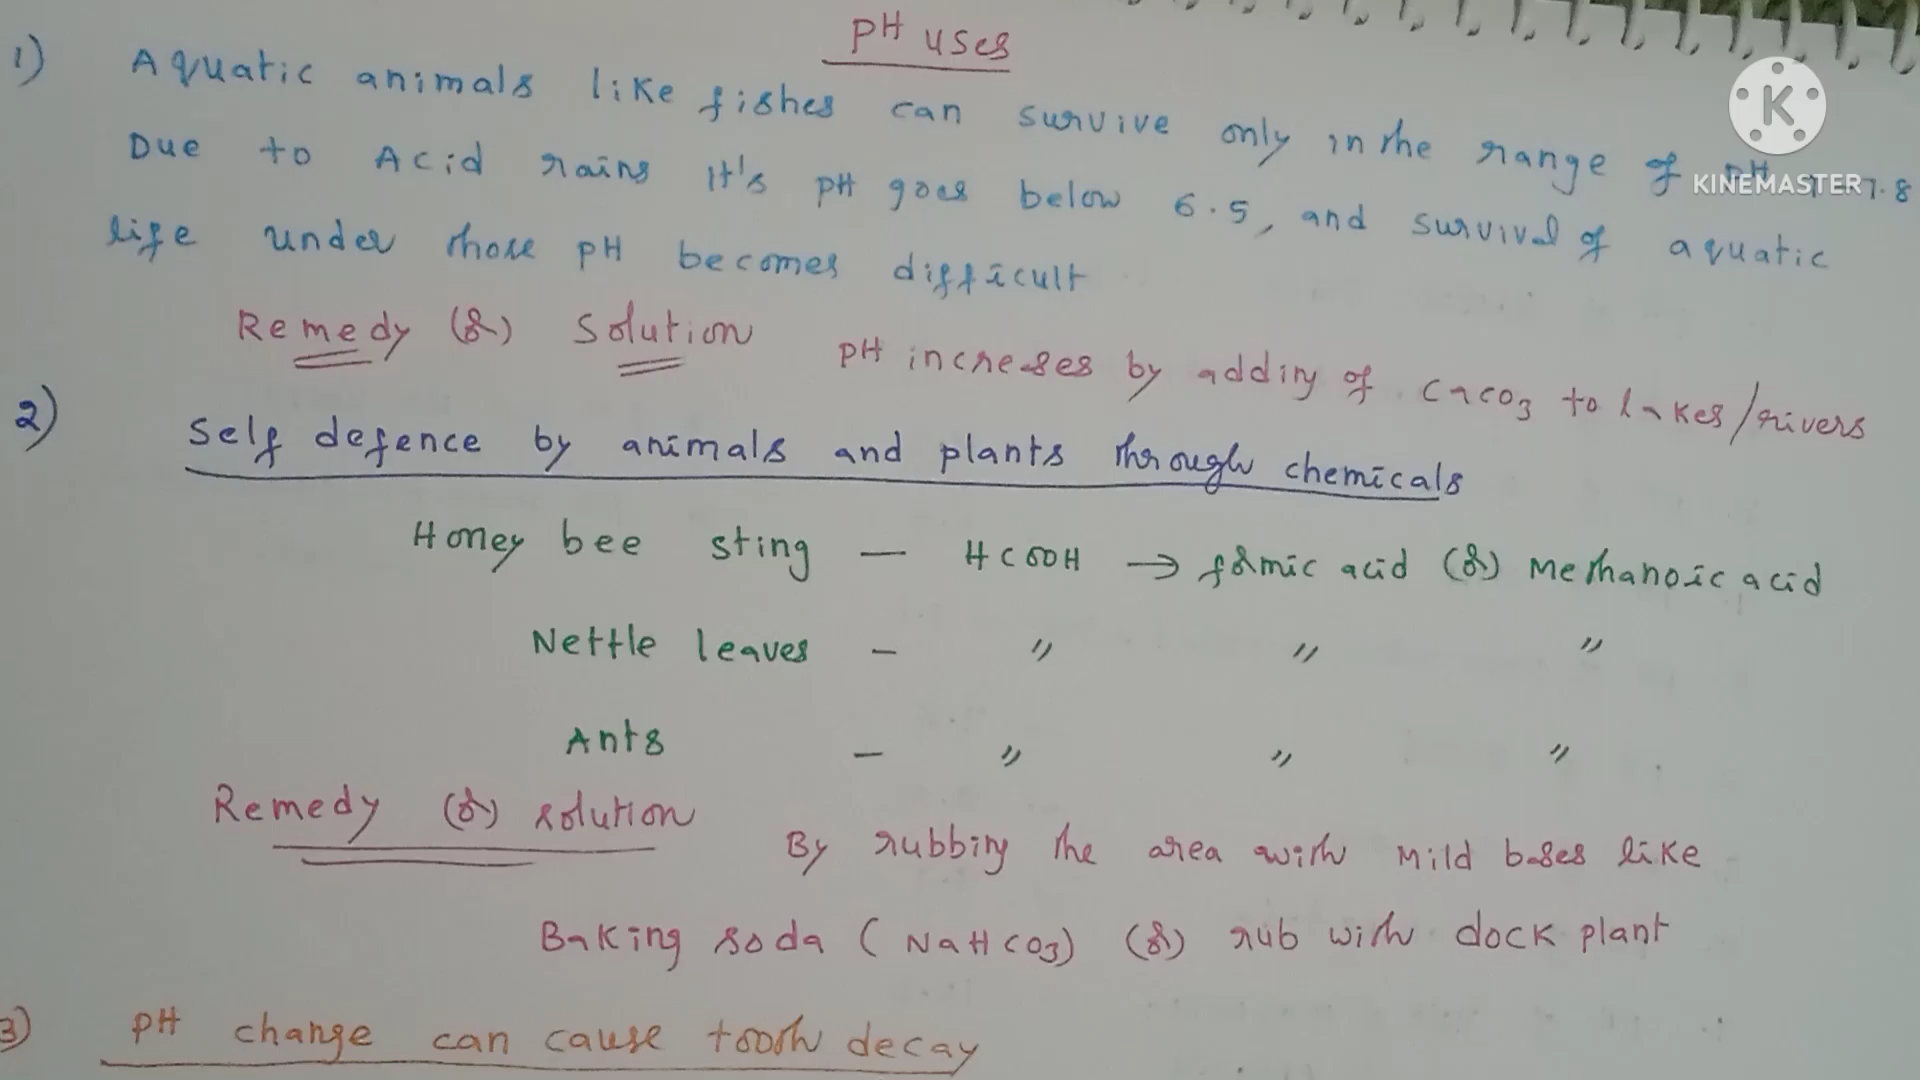 PH uses
1) Aquatic animals like fishes can survive only in the range of PH 7.8
Due to Acid rains it's pH goes below 6.5, and survival of aquatic
life under those pH becomes difficult
Remedy (or) Solution pH increses by adding of CaCO3 to lakes/rivers
2) Self defence by animals and plants through chemicals
Honey bee sting — HCOOH → formic acid (or) Methanoic acid
Nettle leaves - " " "
Ants - " " "
Remedy (or) solution By rubbing the area with Mild bases like
Baking soda (NaHCO3) (or) rub with dock plant
3) pH change can cause tooth decay
K
KINEMASTER